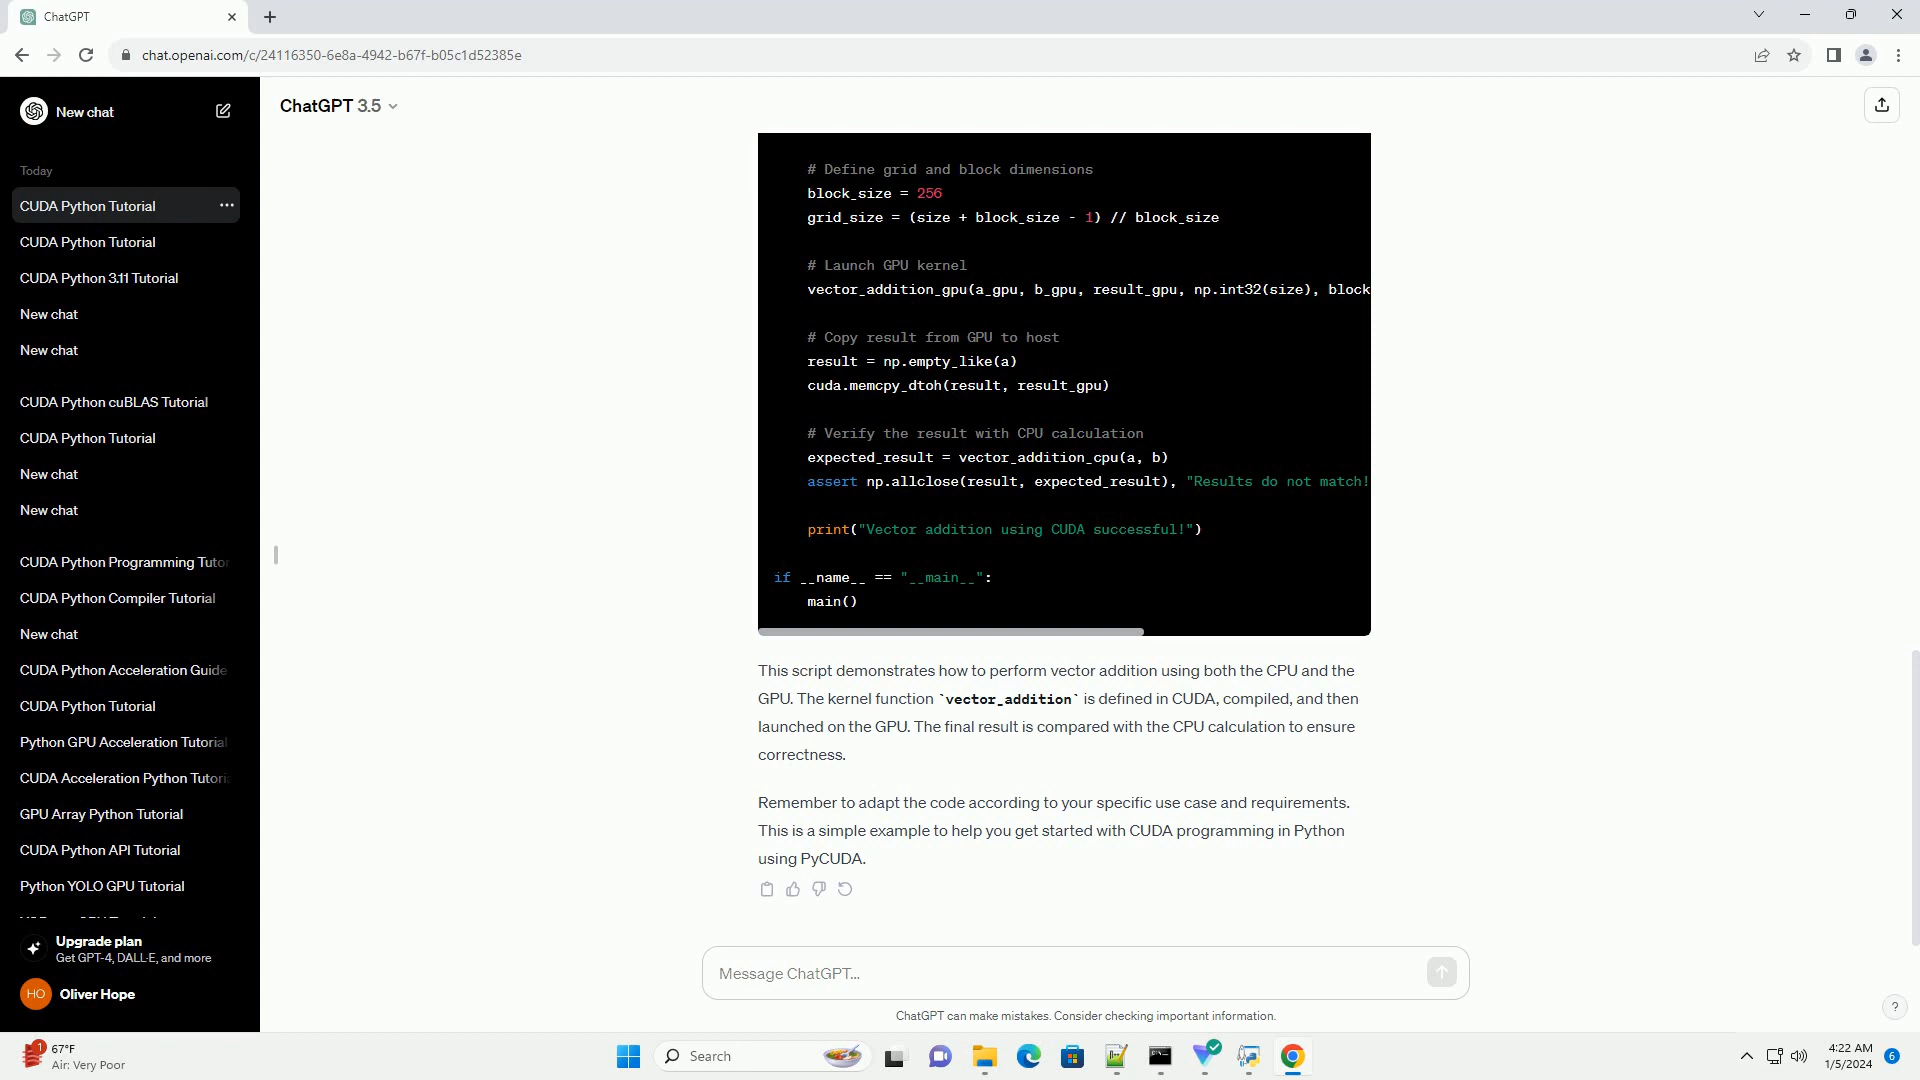 ChatGPT
chat.openai.com/c/24116350-6e8a-4942-b67f-b05c1d52385e
New chat
Today
CUDA Python Tutorial
CUDA Python Tutorial
CUDA Python 3.11 Tutorial
New chat
New chat
CUDA Python cuBLAS Tutorial
CUDA Python Tutorial
New chat
New chat
CUDA Python Programming Tutor
CUDA Python Compiler Tutorial
New chat
CUDA Python Acceleration Guide
CUDA Python Tutorial
Python GPU Acceleration Tutorial
CUDA Acceleration Python Tutoria
GPU Array Python Tutorial
CUDA Python API Tutorial
Python YOLO GPU Tutorial
Upgrade plan
Get GPT-4, DALL·E, and more
HO Oliver Hope
ChatGPT 3.5
# Define grid and block dimensions
block_size = 256
grid_size = (size + block_size - 1) // block_size
# Launch GPU kernel
vector_addition_gpu(a_gpu, b_gpu, result_gpu, np.int32(size), block
# Copy result from GPU to host
result = np.empty_like(a)
cuda.memcpy_dtoh(result, result_gpu)
# Verify the result with CPU calculation
expected_result = vector_addition_cpu(a, b)
assert np.allclose(result, expected_result), "Results do not match!
print("Vector addition using CUDA successful!")
if __name__ == "__main__":
main()
This script demonstrates how to perform vector addition using both the CPU and the
GPU. The kernel function `vector_addition` is defined in CUDA, compiled, and then
launched on the GPU. The final result is compared with the CPU calculation to ensure
correctness.
Remember to adapt the code according to your specific use case and requirements.
This is a simple example to help you get started with CUDA programming in Python
using PyCUDA.
Message ChatGPT...
ChatGPT can make mistakes. Consider checking important information.
?
1
67°F
Air: Very Poor
Search
4:22 AM
1/5/2024
6